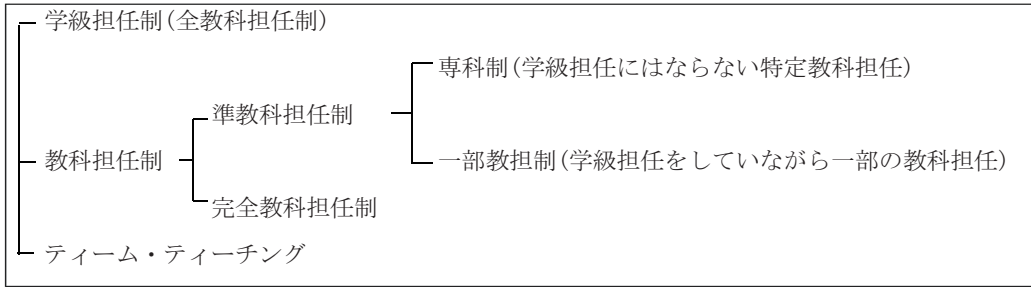 学級担任制(全教科担任制)
専科制(学級担任にはならない特定教科担任)
準教科担任制
教科担任制
一部教担制(学級担任をしていながら一部の教科担任)
完全教科担任制
ティーム・ティーチング